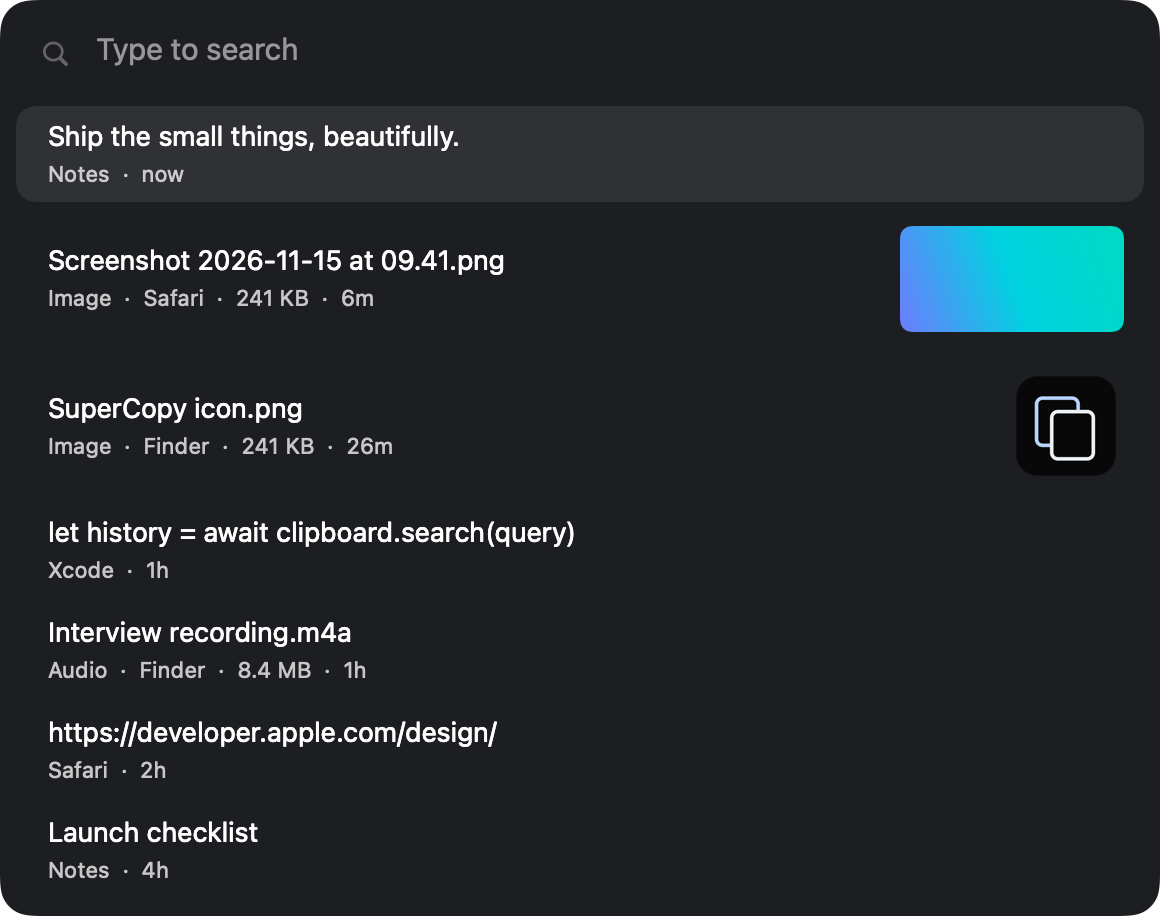 Type to search
Ship the small things, beautifully.
Notes · now
Screenshot 2026-11-15 at 09.41.png
Image · Safari · 241 KB · 6m
SuperCopy icon.png
Image · Finder · 241 KB · 26m
let history = await clipboard.search(query)
Xcode · 1h
Interview recording.m4a
Audio · Finder · 8.4 MB · 1h
https://developer.apple.com/design/
Safari · 2h
Launch checklist
Notes · 4h